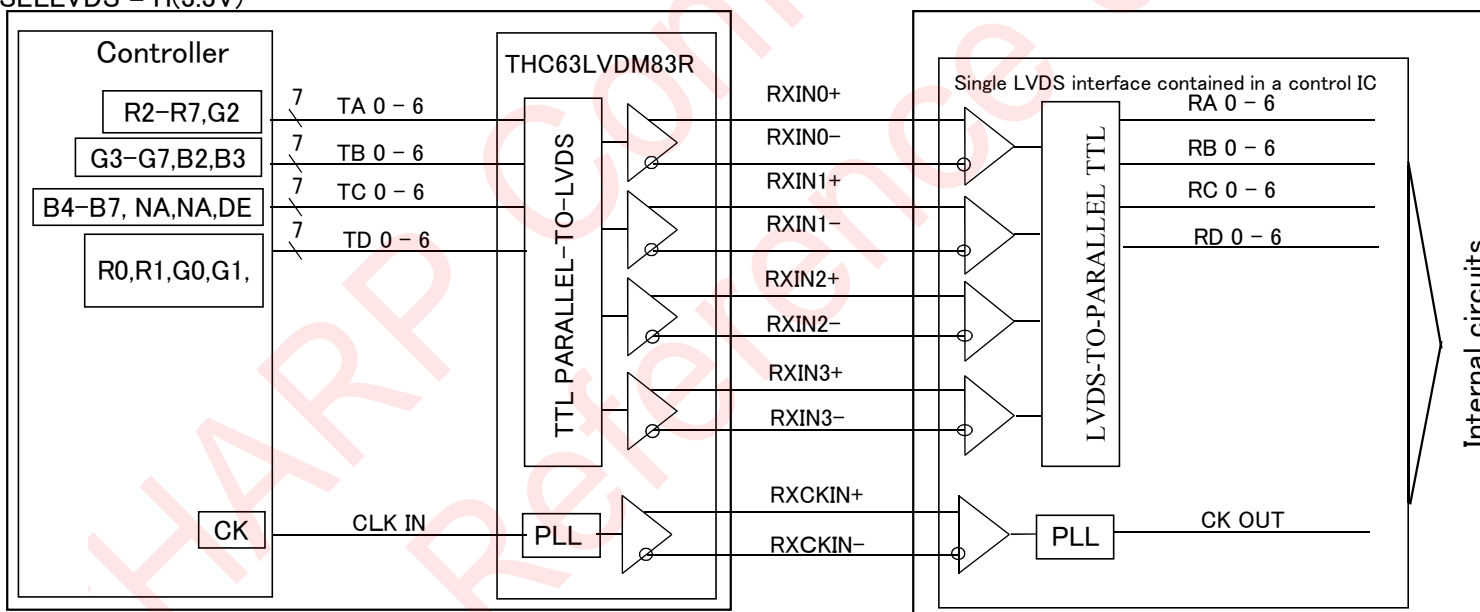 SELLVDS = H(3.3V)
Controller
THC63LVDM83R
R2-R7,G2
7
TA 0 - 6
G3-G7,B2,B3
7
TB 0 - 6
B4-B7, NA,NA,DE
7
TC 0 - 6
R0,R1,G0,G1,
7
TD 0 - 6
TTL PARALLEL-TO-LVDS
CK
CLK IN
PLL
RXIN0+
RXIN0-
RXIN1+
RXIN1-
RXIN2+
RXIN2-
RXIN3+
RXIN3-
RXCKIN+
RXCKIN-
Single LVDS interface contained in a control IC
LVDS-TO-PARALLEL TTL
RA 0 - 6
RB 0 - 6
RC 0 - 6
RD 0 - 6
PLL
CK OUT
Internal circuits
HARP Con
Reference